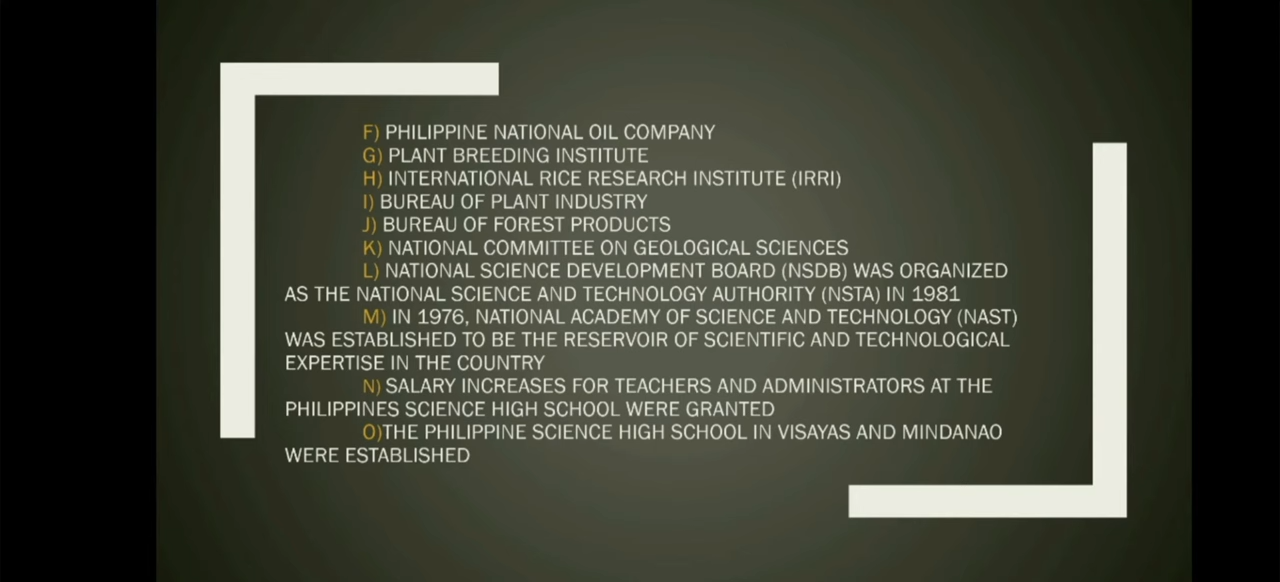 F) PHILIPPINE NATIONAL OIL COMPANY
G) PLANT BREEDING INSTITUTE
H) INTERNATIONAL RICE RESEARCH INSTITUTE (IRRI)
I) BUREAU OF PLANT INDUSTRY
J) BUREAU OF FOREST PRODUCTS
K) NATIONAL COMMITTEE ON GEOLOGICAL SCIENCES
L) NATIONAL SCIENCE DEVELOPMENT BOARD (NSDB) WAS ORGANIZED
AS THE NATIONAL SCIENCE AND TECHNOLOGY AUTHORITY (NSTA) IN 1981
M) IN 1976, NATIONAL ACADEMY OF SCIENCE AND TECHNOLOGY (NAST)
WAS ESTABLISHED TO BE THE RESERVOIR OF SCIENTIFIC AND TECHNOLOGICAL
EXPERTISE IN THE COUNTRY
N) SALARY INCREASES FOR TEACHERS AND ADMINISTRATORS AT THE
PHILIPPINES SCIENCE HIGH SCHOOL WERE GRANTED
O)THE PHILIPPINE SCIENCE HIGH SCHOOL IN VISAYAS AND MINDANAO
WERE ESTABLISHED